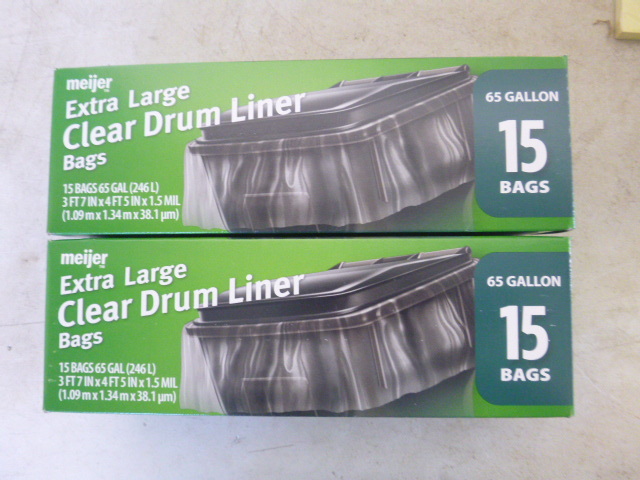 meijer
Extra Large
Clear Drum Liner
Bags
15 BAGS 65 GAL (246 L)
3 FT 7 IN x 4 FT 5 IN x 1.5 MIL
(1.09 m x 1.34 m x 38.1 µm)
65 GALLON
15
BAGS
meijer
Extra Large
Clear Drum Liner
Bags
15 BAGS 65 GAL (246 L)
3 FT 7 IN x 4 FT 5 IN x 1.5 MIL
(1.09 m x 1.34 m x 38.1 µm)
65 GALLON
15
BAGS